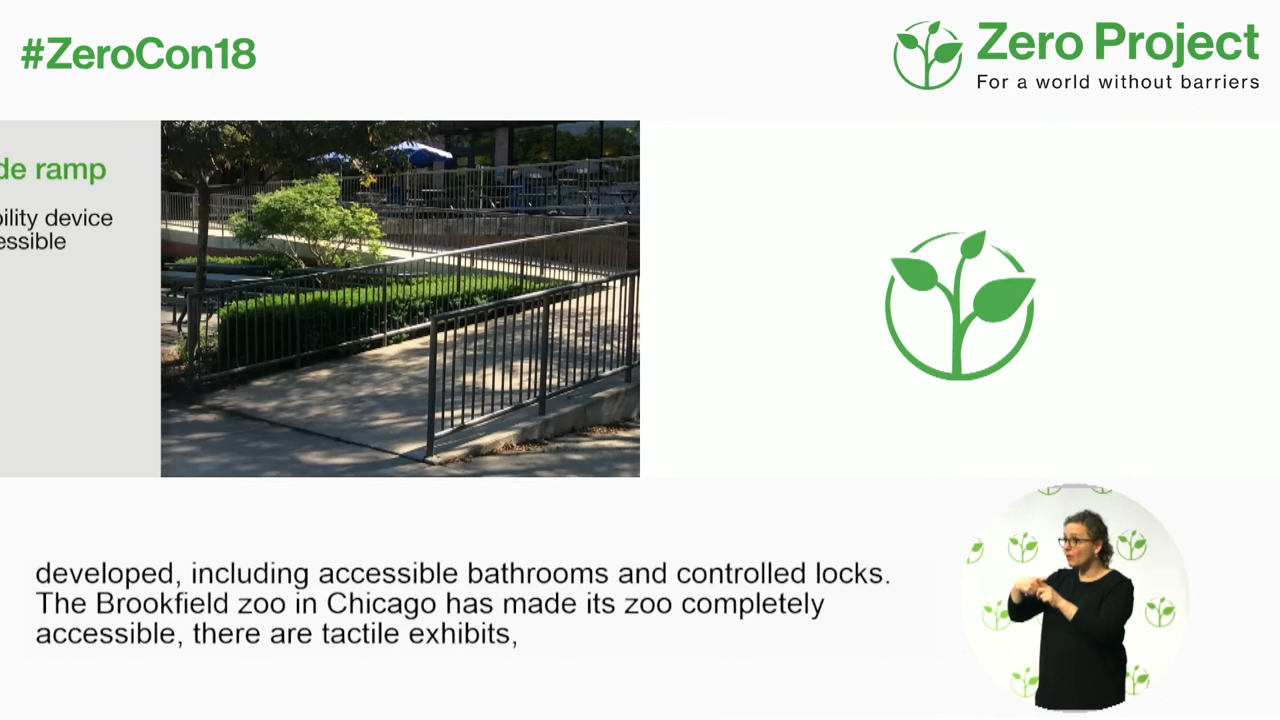 #ZeroCon18
Zero Project
For a world without barriers
de ramp
bility device
essible
developed, including accessible bathrooms and controlled locks.
The Brookfield zoo in Chicago has made its zoo completely
accessible, there are tactile exhibits,